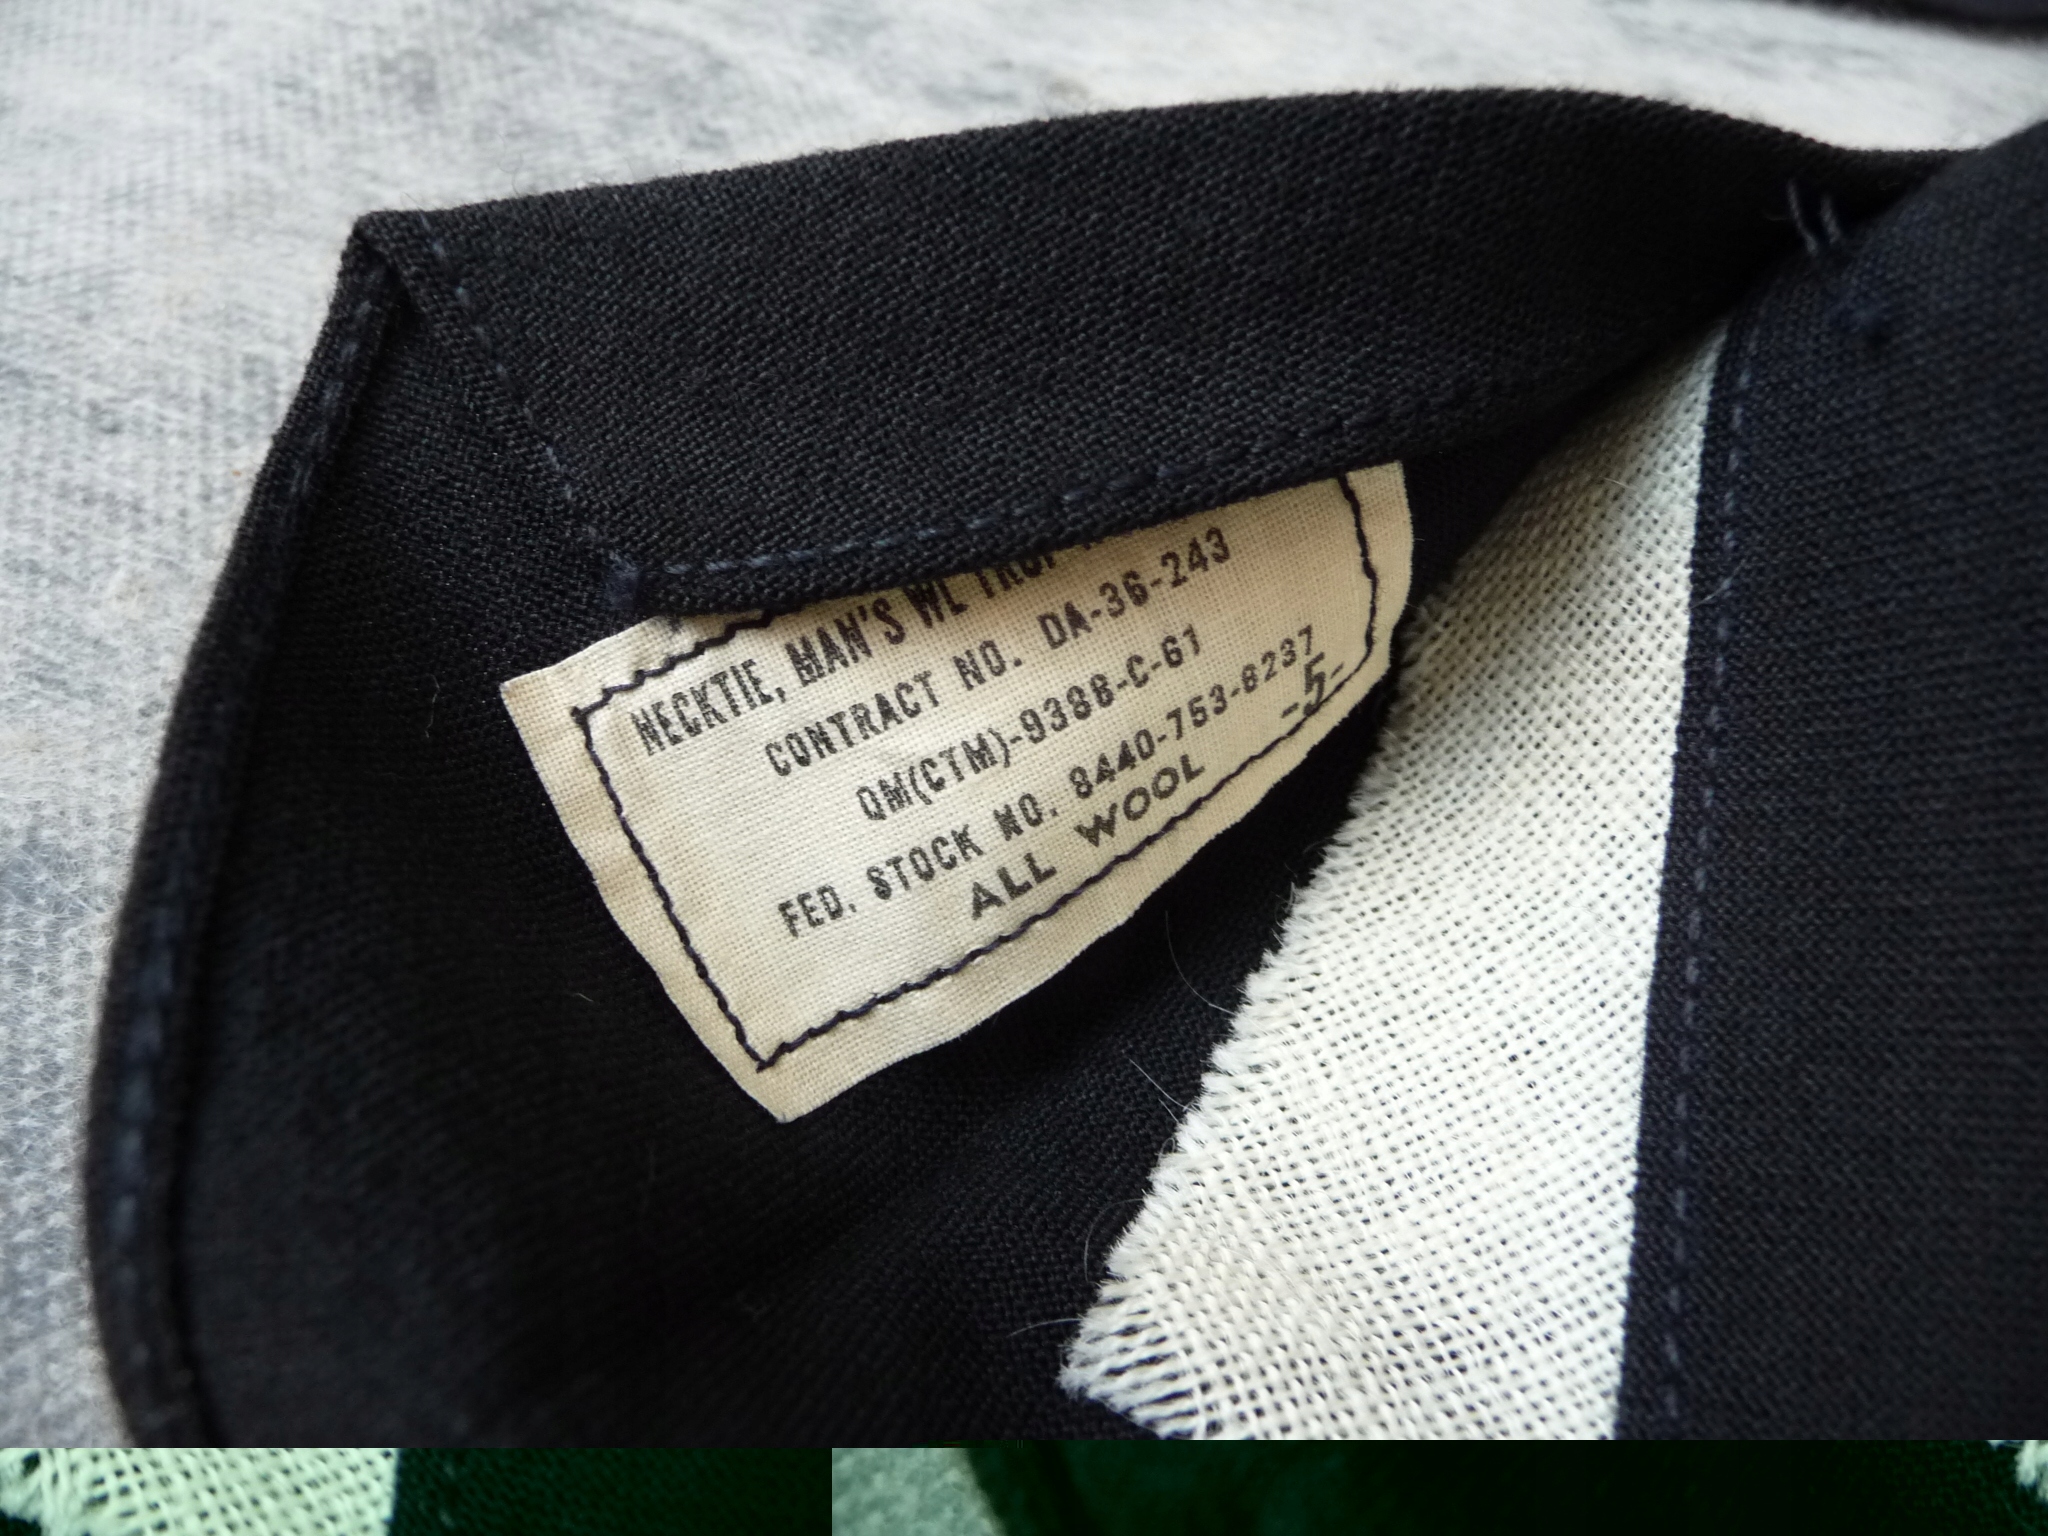 NECKTIE, MAN'S WL TROP
CONTRACT NO. DA-36-243
QM(CTM)-9388-C-61
FED. STOCK NO. 8440-753-6237
-5-
ALL WOOL